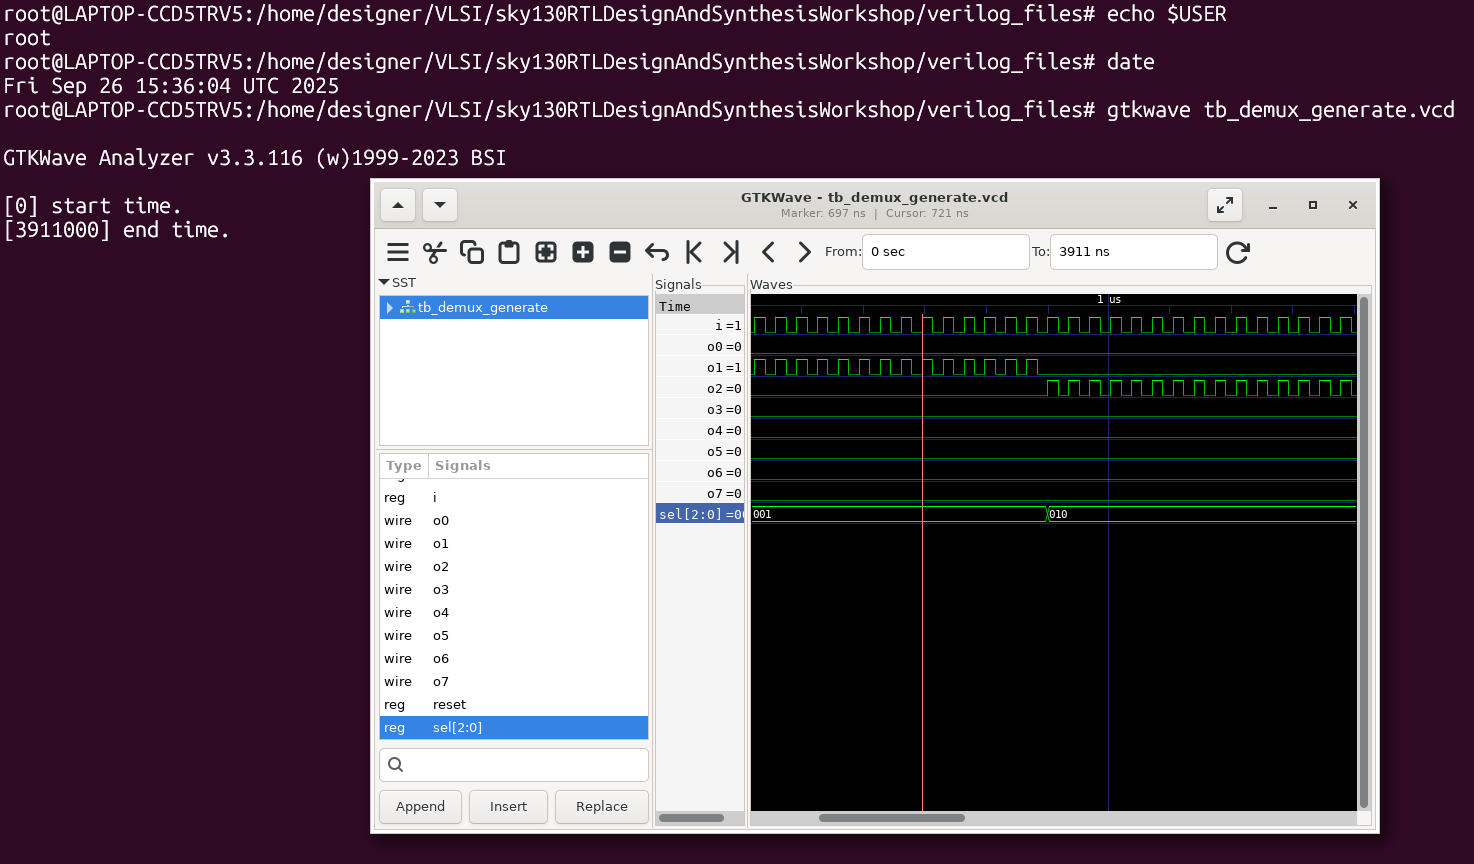 root@LAPTOP-CCD5TRV5:/home/designer/VLSI/sky130RTLDesignAndSynthesisWorkshop/verilog_files# echo $USER
root
root@LAPTOP-CCD5TRV5:/home/designer/VLSI/sky130RTLDesignAndSynthesisWorkshop/verilog_files# date
Fri Sep 26 15:36:04 UTC 2025
root@LAPTOP-CCD5TRV5:/home/designer/VLSI/sky130RTLDesignAndSynthesisWorkshop/verilog_files# gtkwave tb_demux_generate.vcd
GTKWave Analyzer v3.3.116 (w)1999-2023 BSI
[0] start time.
[3911000] end time.
GTKWave - tb_demux_generate.vcd
Marker: 697 ns | Cursor: 721 ns
From: 0 sec To: 3911 ns
SST
tb_demux_generate
Type Signals
reg i
wire o0
wire o1
wire o2
wire o3
wire o4
wire o5
wire o6
wire o7
reg reset
reg sel[2:0]
Append Insert Replace
Signals
Time
i=1
o0=0
o1=1
o2=0
o3=0
o4=0
o5=0
o6=0
o7=0
sel[2:0]=0
Waves
1 us
001 010